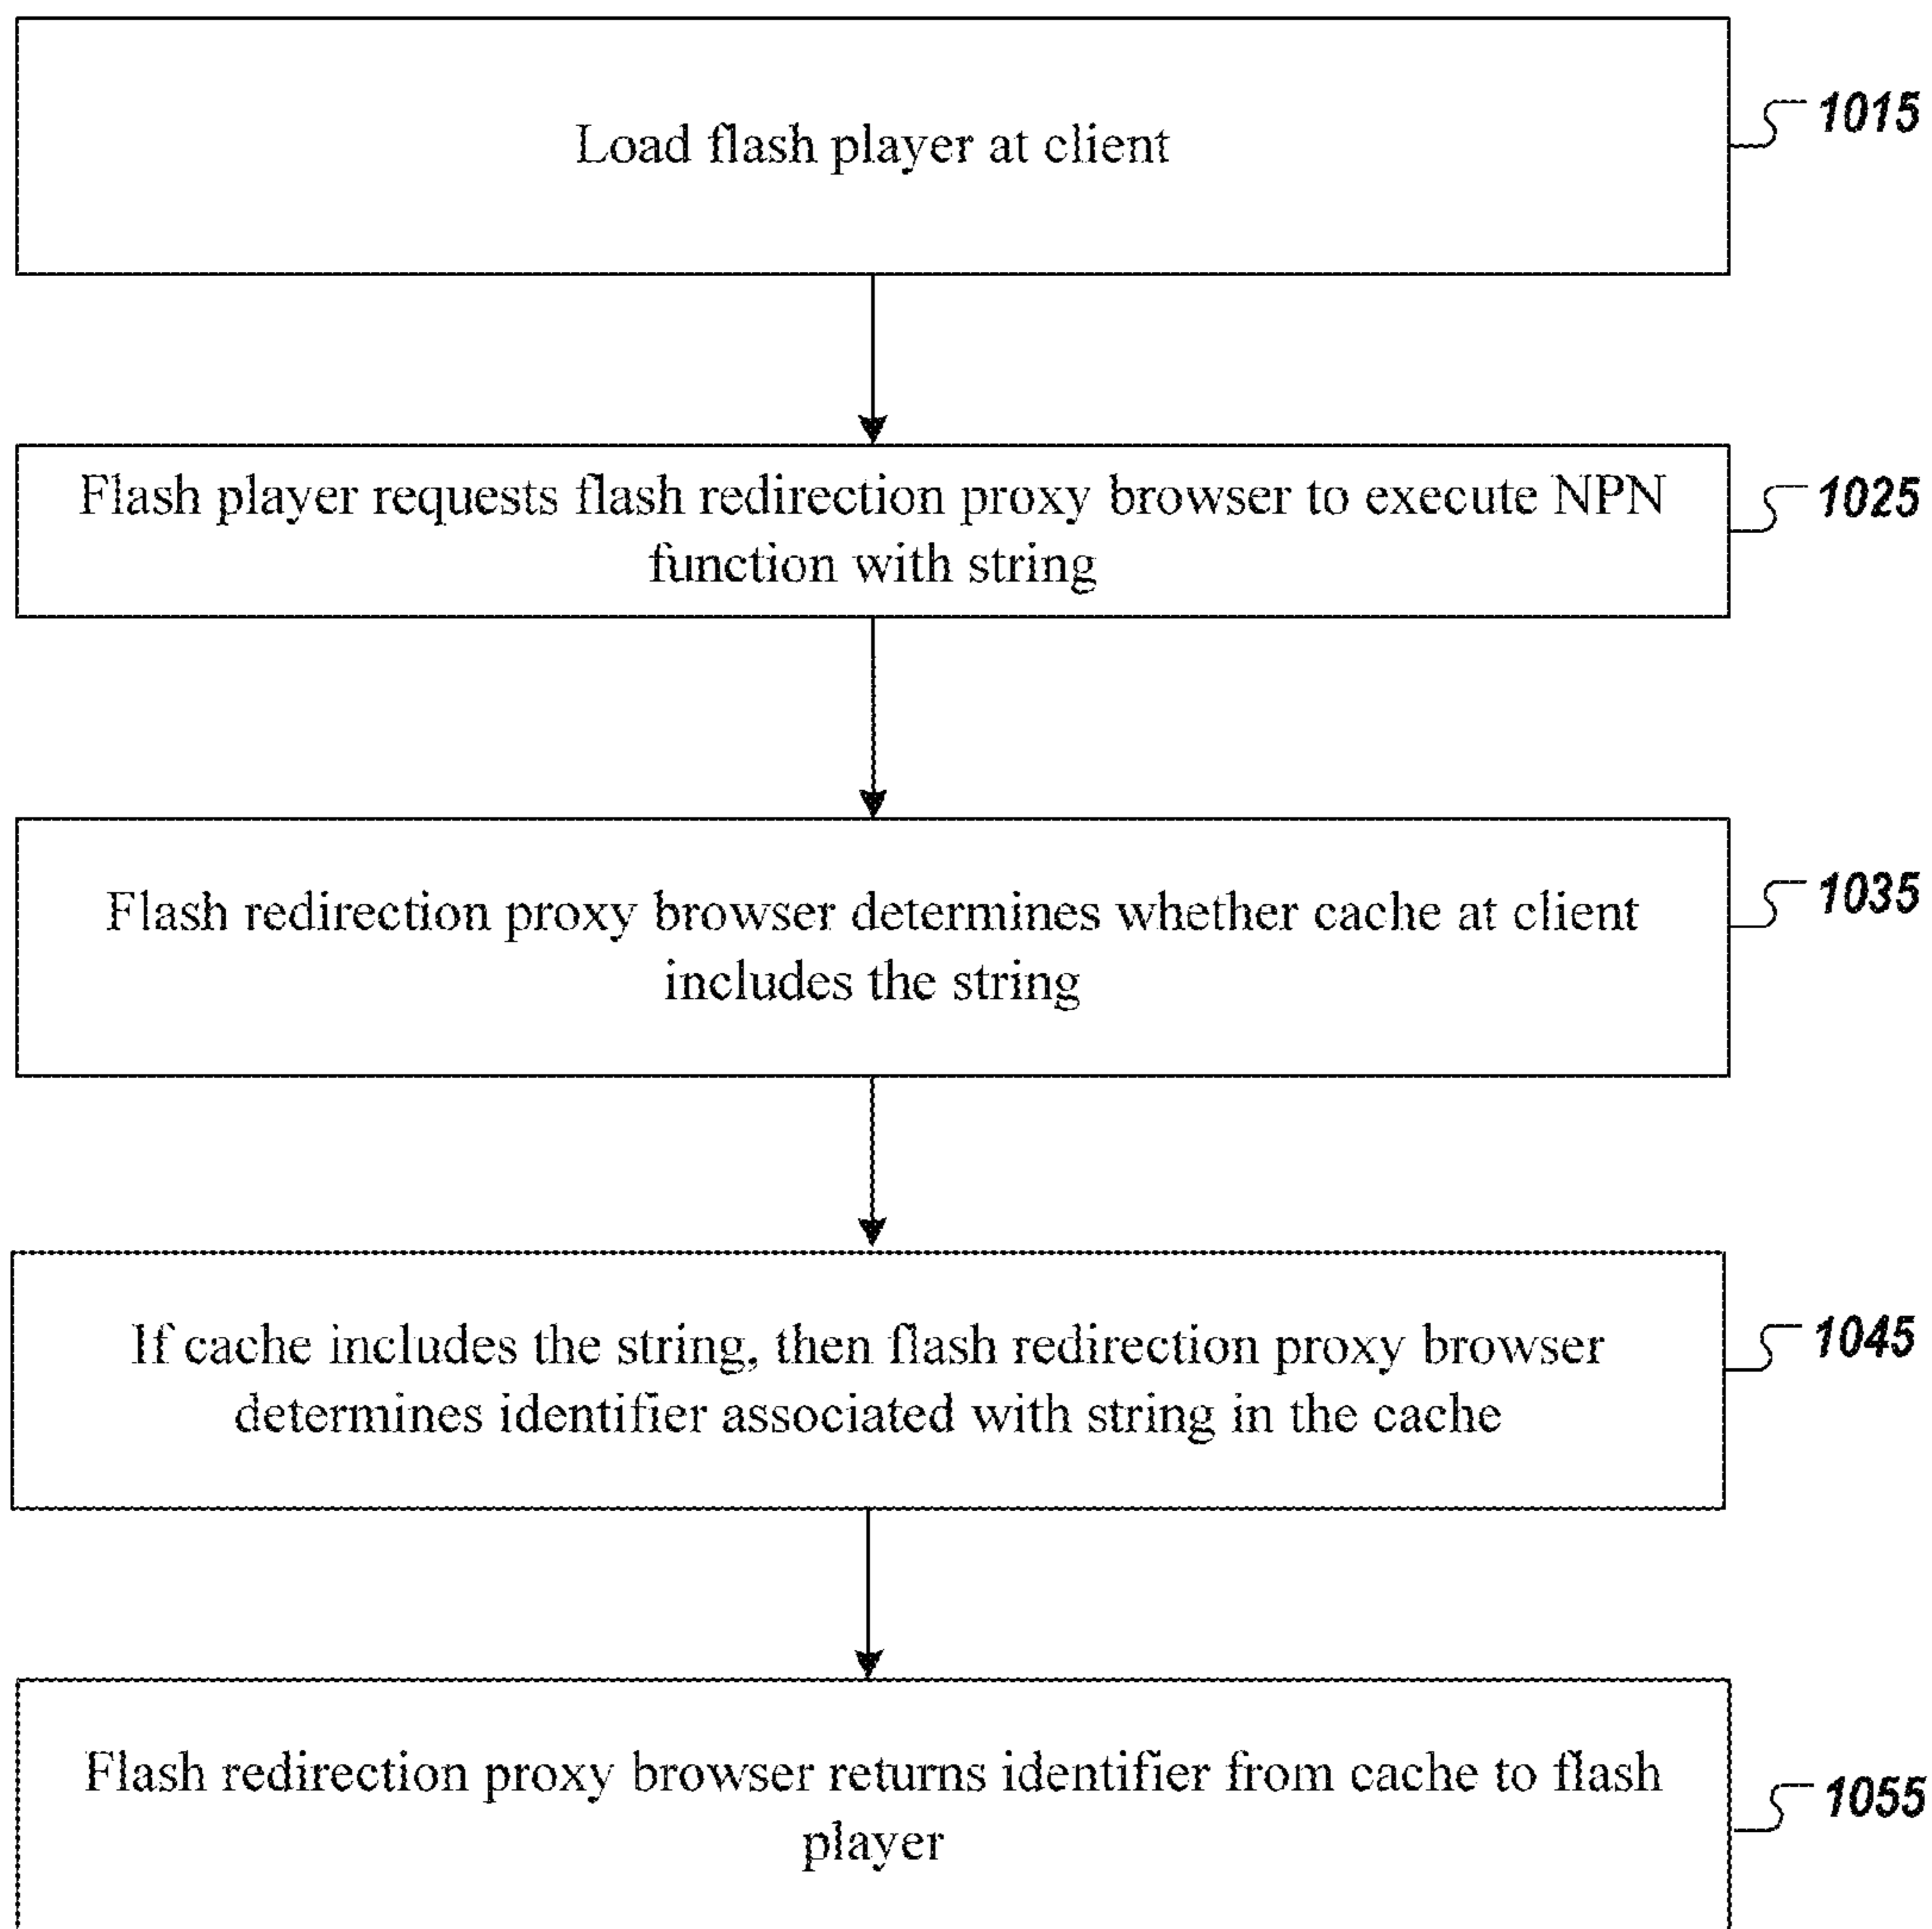 Load flash player at client
1015
Flash player requests flash redirection proxy browser to execute NPN
function with string
1025
Flash redirection proxy browser determines whether cache at client
includes the string
1035
If cache includes the string, then flash redirection proxy browser
determines identifier associated with string in the cache
1045
Flash redirection proxy browser returns identifier from cache to flash
player
1055